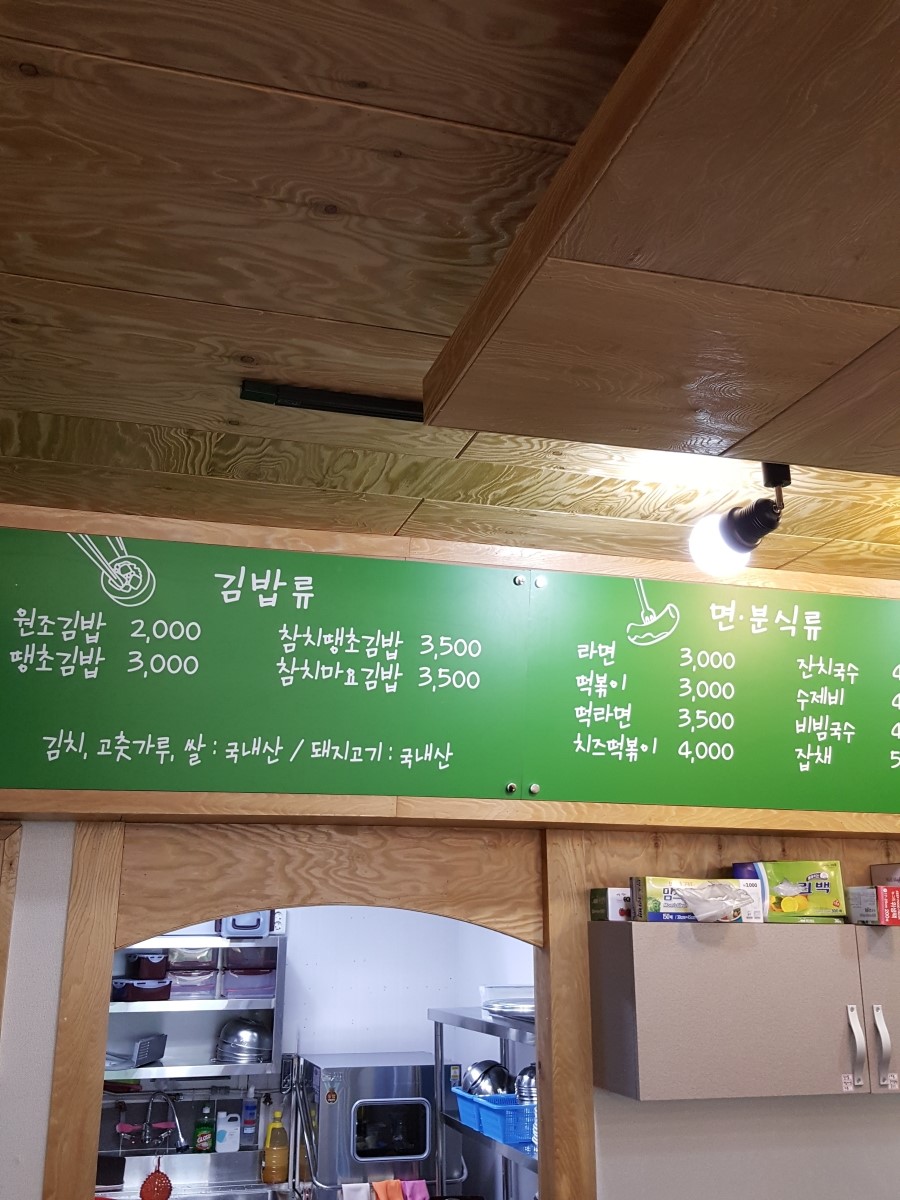 김밥류
원조김밥 2,000
땡초김밥 3,000
참치땡초김밥 3,500
참치마요김밥 3,500
김치, 고춧가루, 쌀 : 국내산 / 돼지고기 : 국내산
면·분식류
라면 3,000
떡볶이 3,000
떡라면 3,500
치즈떡볶이 4,000
잔치국수 4
수제비 4
비빔국수 4
잡채 5